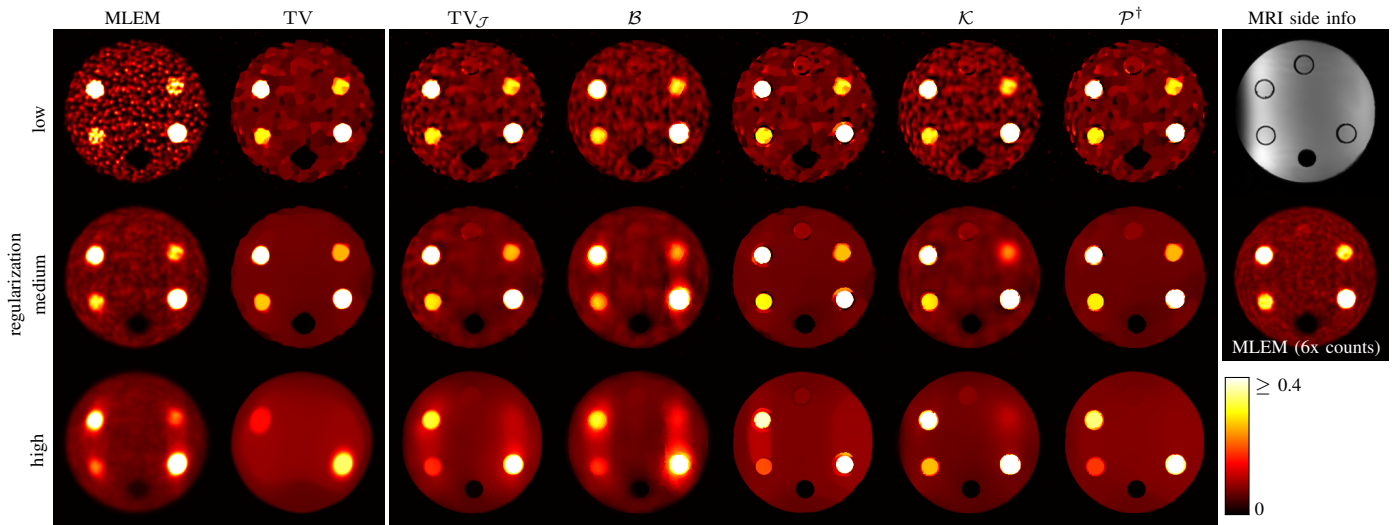 MLEM TV TV𝒥 ℬ 𝒟 𝒦 𝒫† MRI side info
low
regularization
medium
MLEM (6x counts)
high
≥ 0.4
0